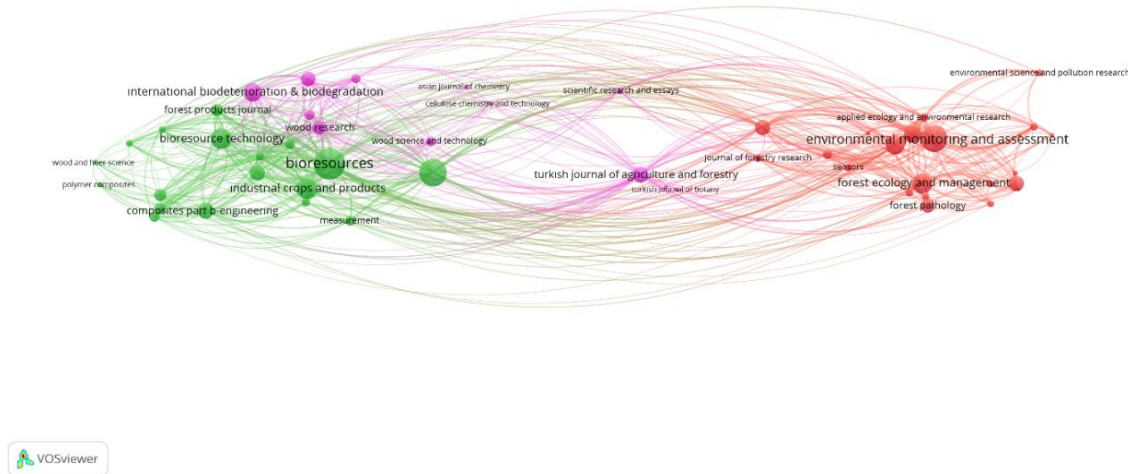 environmental science and pollution research
international biodeterioration & biodegradation
asian journal of chemistry
scientific research and essays
forest products journal
cellulose chemistry and technology
applied ecology and environmental research
wood research
bioresource technology
wood science and technology
environmental monitoring and assessment
wood and fiber science
bioresources
journal of forestry research
sensors
turkish journal of agriculture and forestry
polymer composites
industrial crops and products
turkish journal of botany
forest ecology and management
composites part b-engineering
measurement
forest pathology
VOSviewer